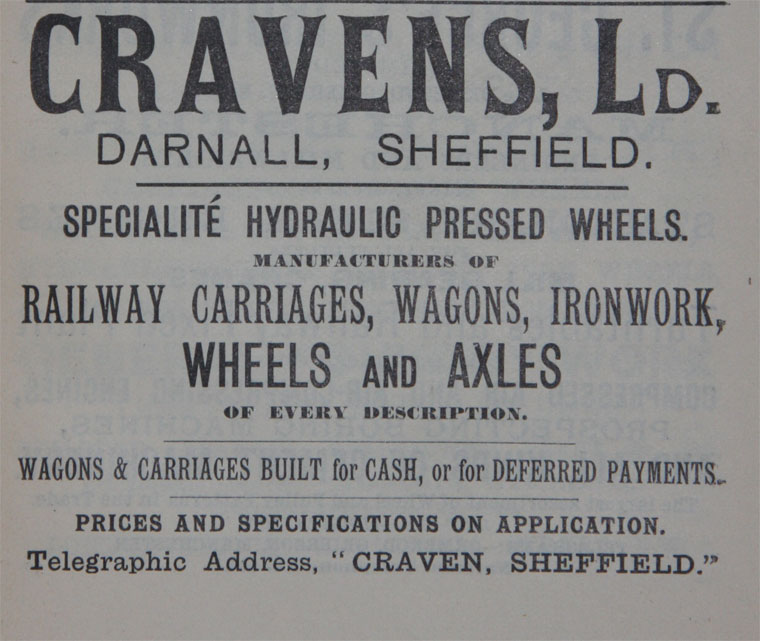 CRAVENS, LD.
DARNALL, SHEFFIELD.
SPECIALITÉ HYDRAULIC PRESSED WHEELS.
MANUFACTURERS OF
RAILWAY CARRIAGES, WAGONS, IRONWORK,
WHEELS AND AXLES
OF EVERY DESCRIPTION.
WAGONS & CARRIAGES BUILT for CASH, or for DEFERRED PAYMENTS.
PRICES AND SPECIFICATIONS ON APPLICATION.
Telegraphic Address, "CRAVEN, SHEFFIELD."